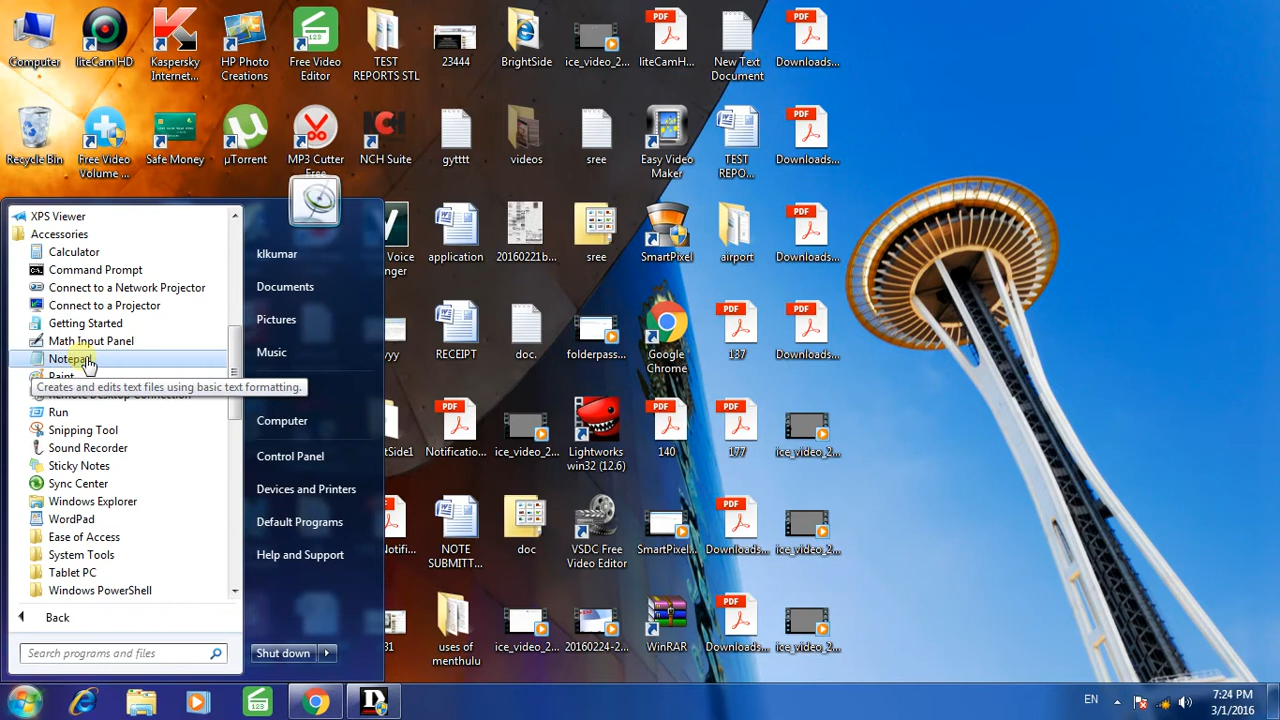 Computer
liteCam HD
Kaspersky
Internet...
HP Photo
Creations
Free Video
Editor
TEST
REPORTS STL
23444
BrightSide
ice_video_2...
liteCamH...
New Text
Document
Downloads...
Recycle Bin
Free Video
Volume ...
Safe Money
µTorrent
MP3 Cutter
Free
NCH Suite
gytttt
videos
sree
Easy Video
Maker
TEST
REPO...
Downloads...
Voice
application
20160221b...
sree
SmartPixel
airport
Downloads...
RECEIPT
doc.
folderpass...
Google
Chrome
137
Downloads...
Notificatio...
ice_video_2...
Lightworks
win32 (12.6)
140
177
ice_video_2...
NOTE
SUBMITT...
doc
VSDC Free
Video Editor
SmartPixel...
Downloads...
ice_video_2...
uses of
menthulu
ice_video_2...
20160224-2...
WinRAR
Downloads...
ice_video_2...
XPS Viewer
Accessories
Calculator
Command Prompt
Connect to a Network Projector
Connect to a Projector
Getting Started
Math Input Panel
Notepad
Paint
Creates and edits text files using basic text formatting.
Remote Desktop Connection
Run
Snipping Tool
Sound Recorder
Sticky Notes
Sync Center
Windows Explorer
WordPad
Ease of Access
System Tools
Tablet PC
Windows PowerShell
Back
Search programs and files
klkumar
Documents
Pictures
Music
Computer
Control Panel
Devices and Printers
Default Programs
Help and Support
Shut down
EN
7:24 PM
3/1/2016